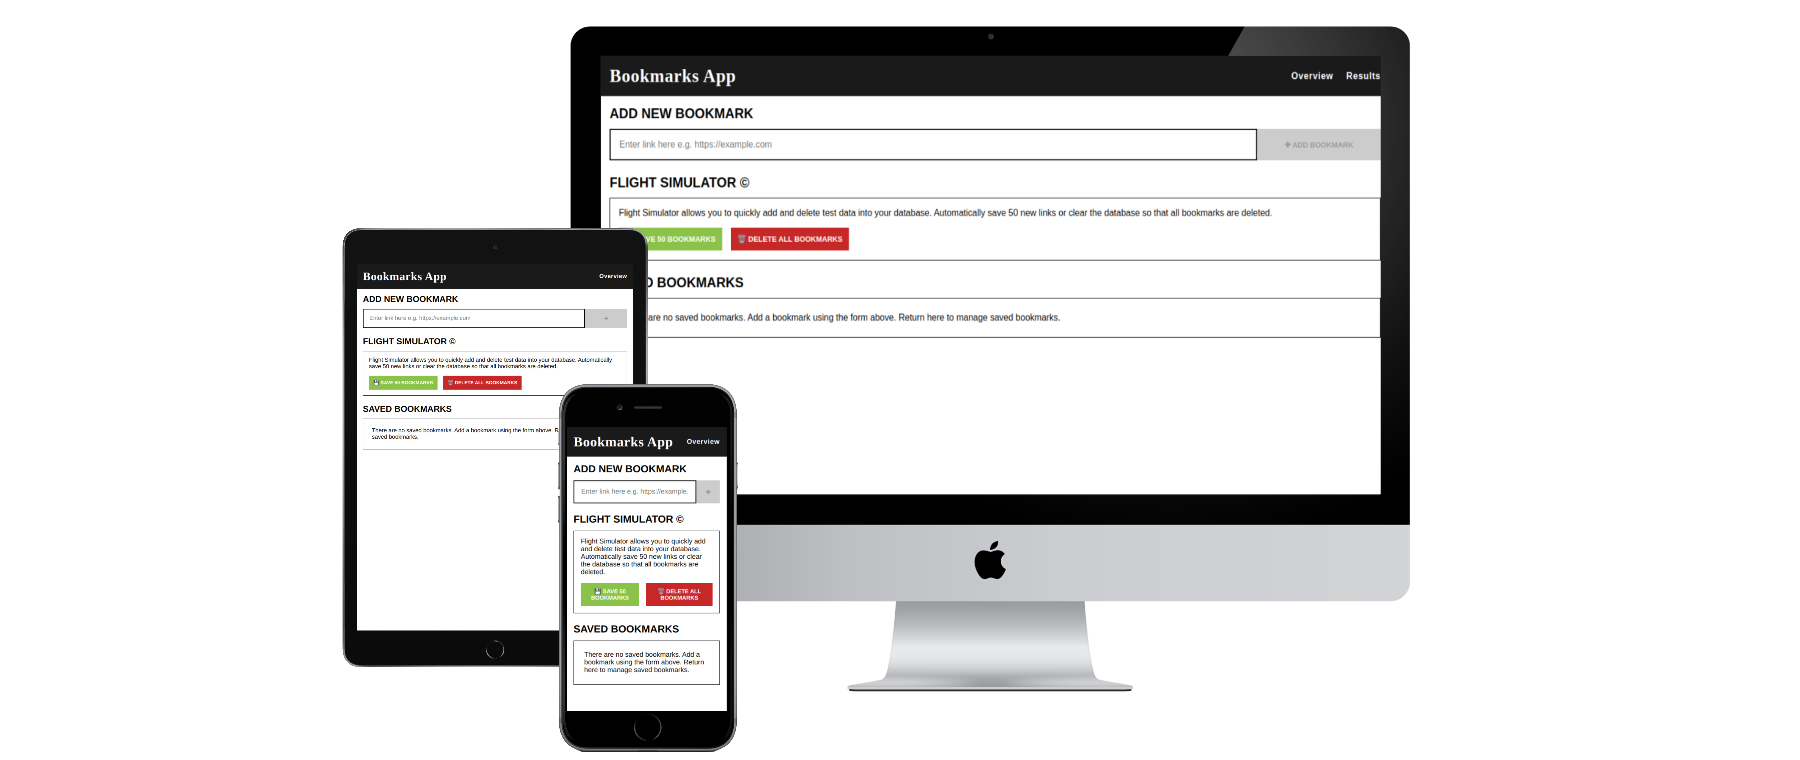 Bookmarks App
Overview Results
ADD NEW BOOKMARK
Enter link here e.g. https://example.com
+ ADD BOOKMARK
FLIGHT SIMULATOR ©
Flight Simulator allows you to quickly add and delete test data into your database. Automatically save 50 new links or clear the database so that all bookmarks are deleted.
VE 50 BOOKMARKS
DELETE ALL BOOKMARKS
D BOOKMARKS
are no saved bookmarks. Add a bookmark using the form above. Return here to manage saved bookmarks.
Bookmarks App
Overview
ADD NEW BOOKMARK
Enter link here e.g. https://example.com
+
FLIGHT SIMULATOR ©
Flight Simulator allows you to quickly add and delete test data into your database. Automatically
save 50 new links or clear the database so that all bookmarks are deleted.
SAVE 50 BOOKMARKS
DELETE ALL BOOKMARKS
SAVED BOOKMARKS
There are no saved bookmarks. Add a bookmark using the form above. R
saved bookmarks.
Bookmarks App
Overview
ADD NEW BOOKMARK
Enter link here e.g. https://example.
+
FLIGHT SIMULATOR ©
Flight Simulator allows you to quickly add
and delete test data into your database.
Automatically save 50 new links or clear
the database so that all bookmarks are
deleted.
SAVE 50
BOOKMARKS
DELETE ALL
BOOKMARKS
SAVED BOOKMARKS
There are no saved bookmarks. Add a
bookmark using the form above. Return
here to manage saved bookmarks.